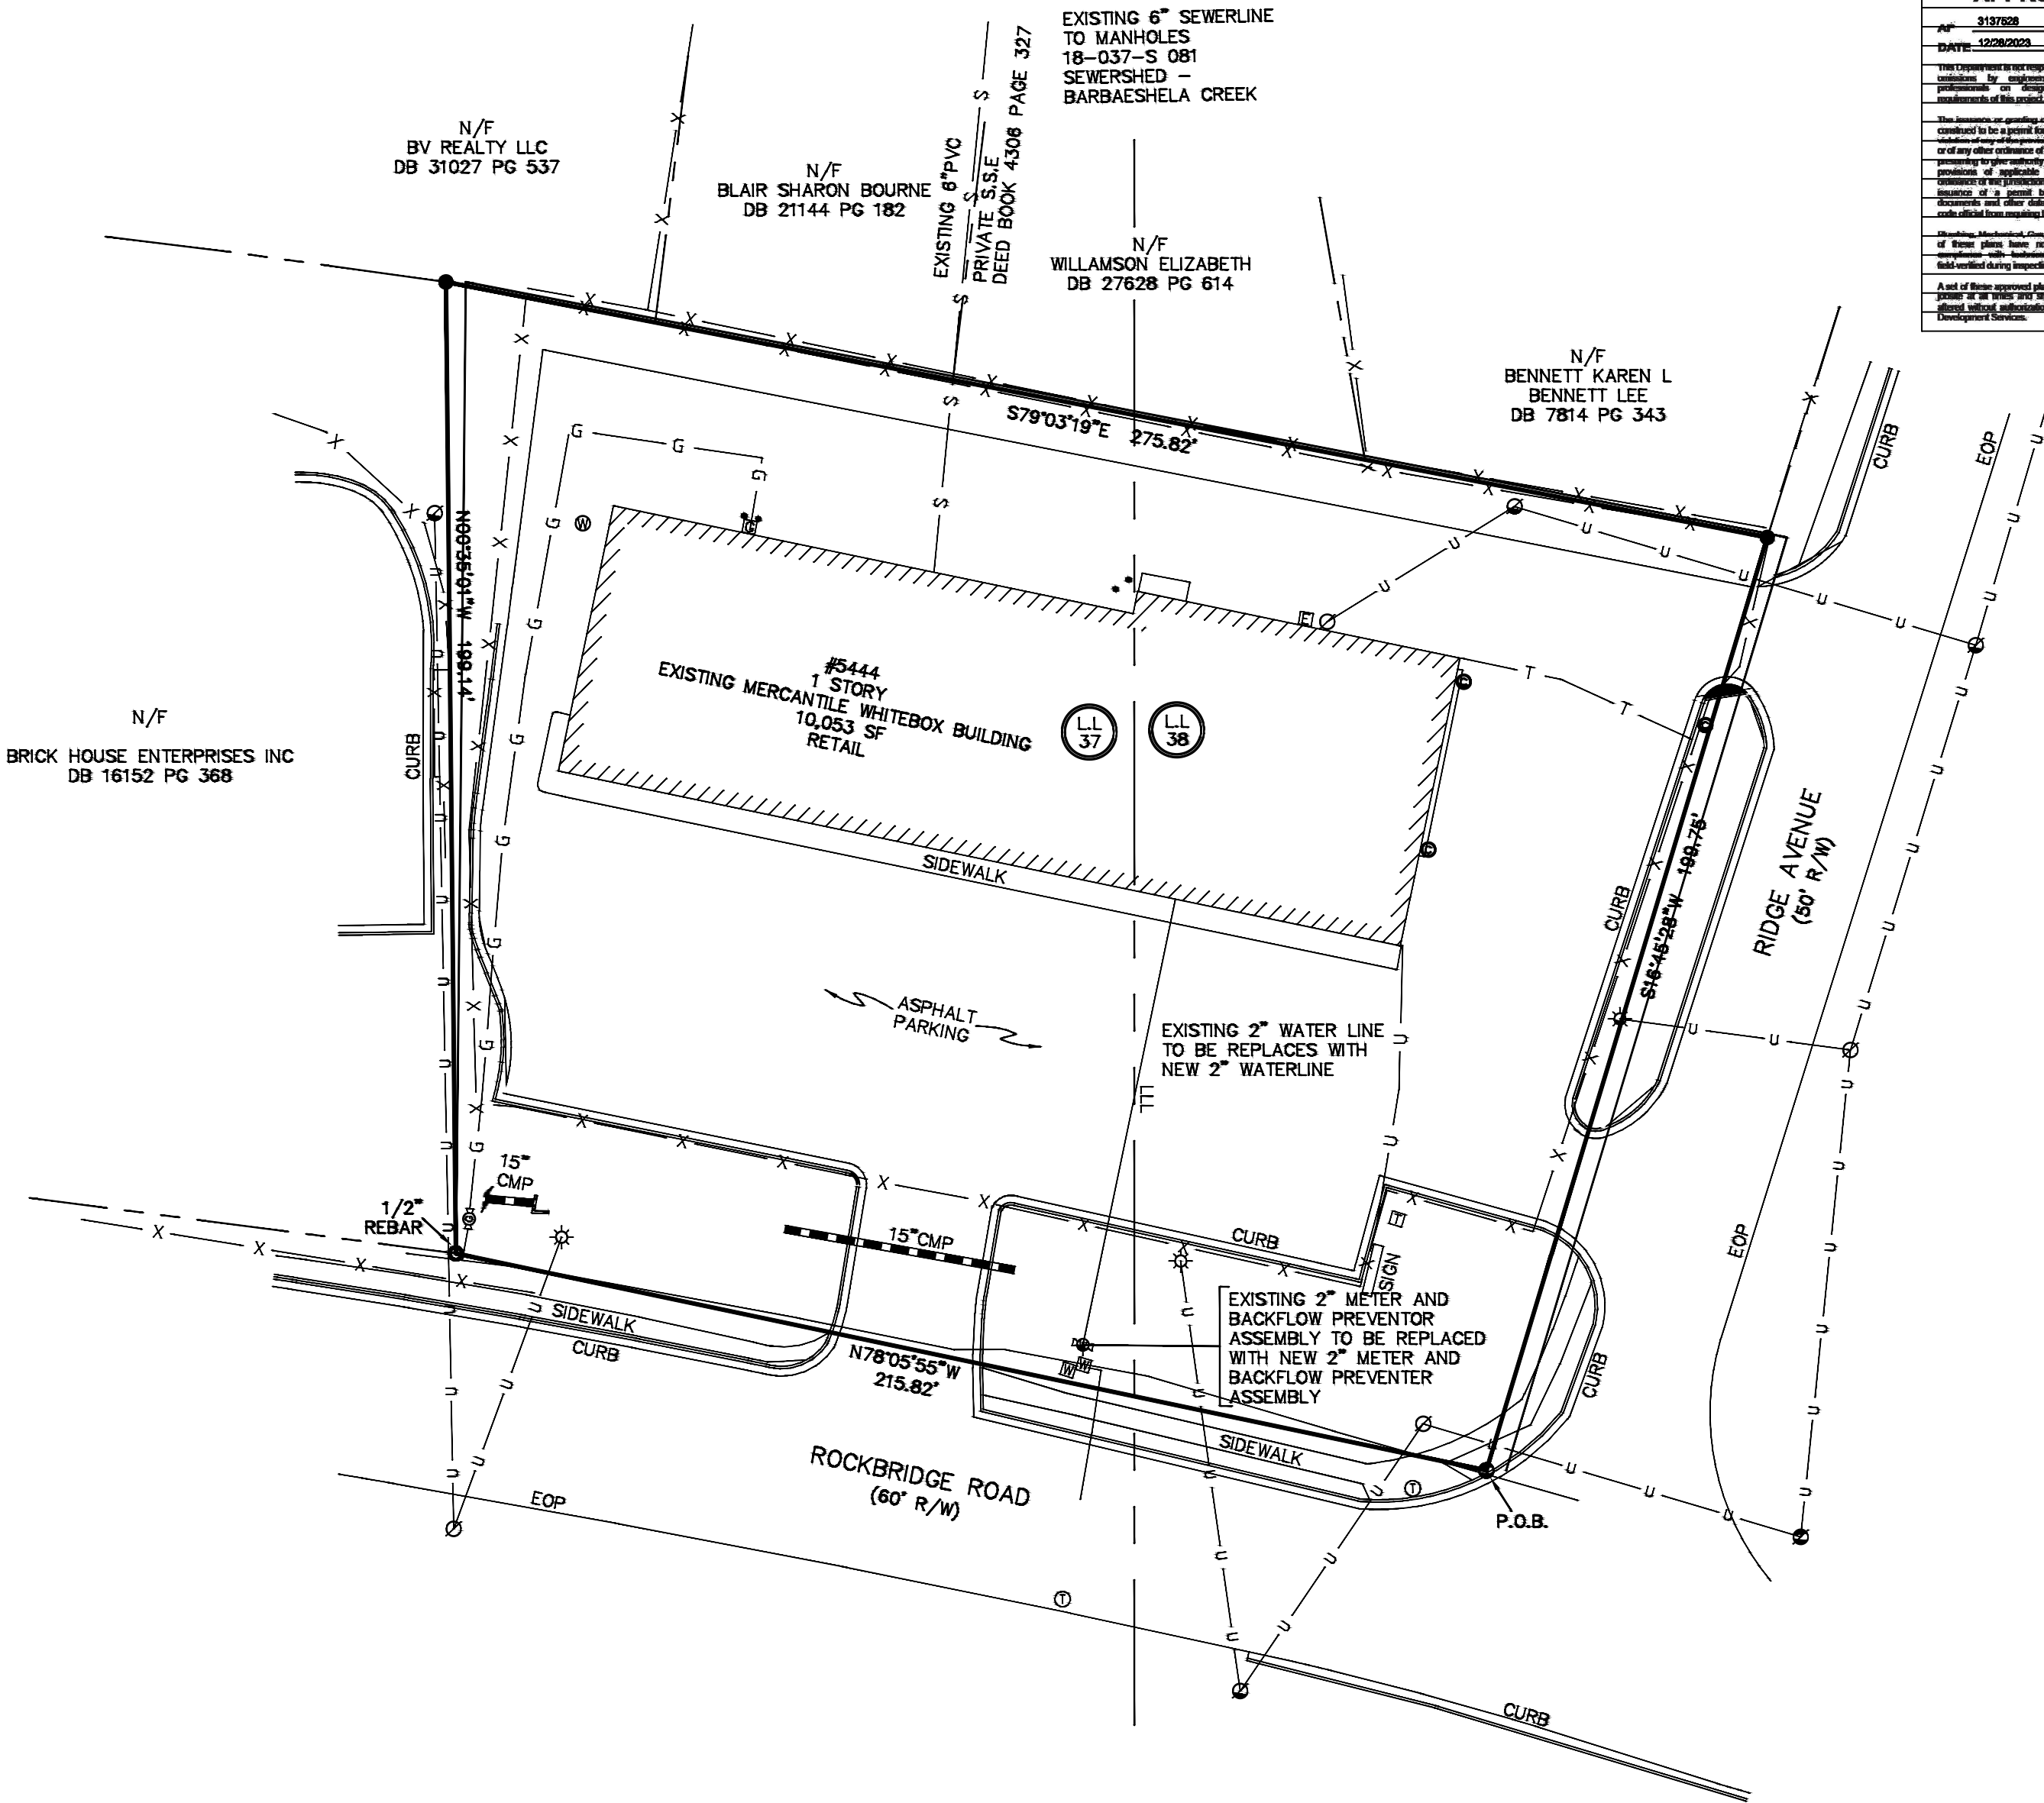 EXISTING 6" SEWERLINE
TO MANHOLES
18-037-S 081
SEWERSHED -
BARBAESHELA CREEK
3137528
AP
DATE 12/28/2023
N/F
BV REALTY LLC
DB 31027 PG 537
N/F
BLAIR SHARON BOURNE
DB 21144 PG 182
EXISTING 6"PVC
PRIVATE S.S.E
DEED BOOK 4306 PAGE 327
N/F
WILLAMSON ELIZABETH
DB 27628 PG 614
N/F
BENNETT KAREN L
BENNETT LEE
DB 7814 PG 343
Development Services.
S79°03'19"E 275.82'
CURB
EOP
N00°35'01"W 199.14'
#5444
1 STORY
EXISTING MERCANTILE WHITEBOX BUILDING
10,053 SF
RETAIL
L.L
37
L.L
38
N/F
BRICK HOUSE ENTERPRISES INC
DB 16152 PG 368
CURB
SIDEWALK
CURB
S16°45'28"W 199.75'
RIDGE AVENUE
(50' R/W)
ASPHALT
PARKING
EXISTING 2" WATER LINE
TO BE REPLACES WITH
NEW 2" WATERLINE
LLL
15"
CMP
1/2"
REBAR
15"CMP
CURB
SIGN
EOP
EXISTING 2" METER AND
BACKFLOW PREVENTOR
ASSEMBLY TO BE REPLACED
WITH NEW 2" METER AND
BACKFLOW PREVENTER
ASSEMBLY
SIDEWALK
CURB
N78°05'55"W
215.82'
CURB
SIDEWALK
ROCKBRIDGE ROAD
(60' R/W)
EOP
P.O.B.
CURB